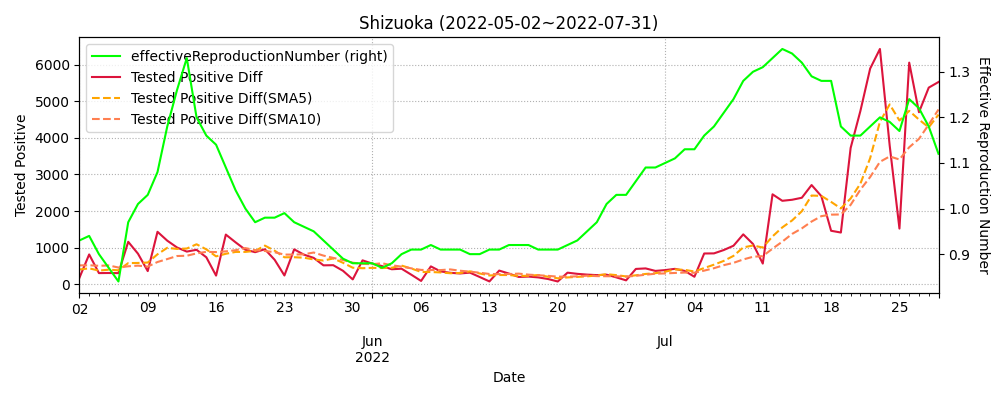 Shizuoka (2022-05-02~2022-07-31)
effectiveReproductionNumber (right)
Tested Positive Diff
Tested Positive Diff(SMA5)
Tested Positive Diff(SMA10)
Tested Positive
6000
5000
4000
3000
2000
1000
0
Effective Reproduction Number
1.3
1.2
1.1
1.0
0.9
02 09 16 23 30 06 13 20 27 04 11 18 25
Jun Jul
2022
Date